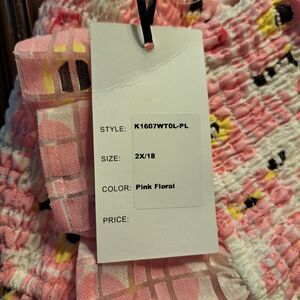 STYLE: K1607WT0L-PL
SIZE: 2X/18
COLOR: Pink Floral
PRICE: